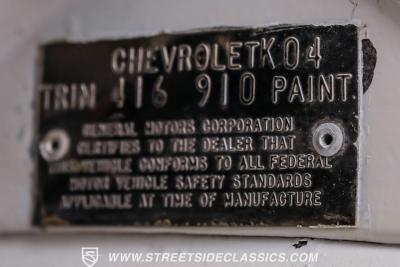 CHEVROLET K04
TRIM 416 910 PAINT
GENERAL MOTORS CORPORATION
CERTIFIES TO THE DEALER THAT
THIS VEHICLE CONFORMS TO ALL FEDERAL
MOTOR VEHICLE SAFETY STANDARDS
APPLICABLE AT TIME OF MANUFACTURE
WWW.STREETSIDECLASSICS.COM